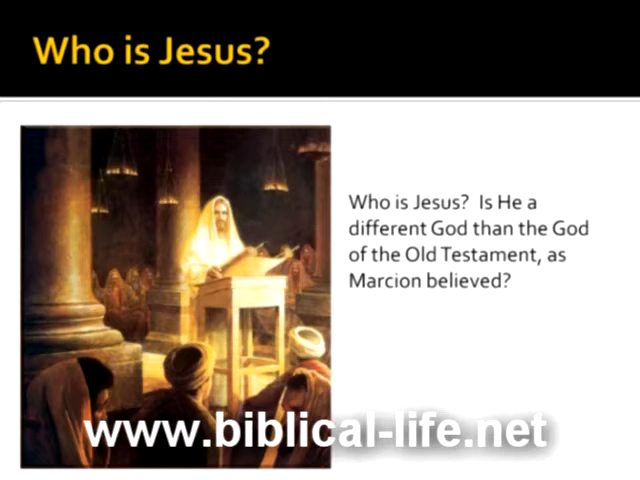 Who is Jesus?
Who is Jesus? Is He a
different God than the God
of the Old Testament, as
Marcion believed?
www.biblical-life.net